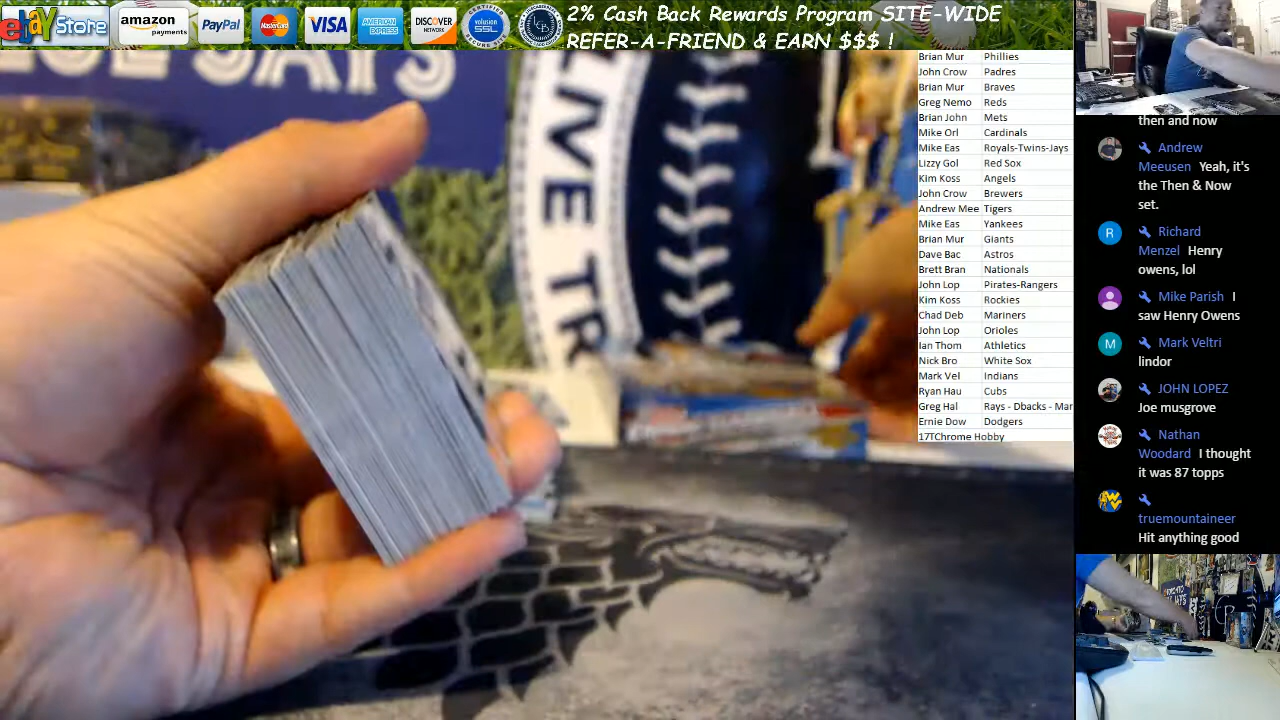 ebay Store
amazon
payments
PayPal
MasterCard
VISA
AMERICAN
EXPRESS
DISCOVER
NETWORK
volusion
SSL
CERTIFIED
2% Cash Back Rewards Program SITE-WIDE
REFER-A-FRIEND & EARN $$$ !
JAYS
Brian Mur Phillies
John Crow Padres
Brian Mur Braves
Greg Nemo Reds
Brian John Mets
Mike Orl Cardinals
Mike Eas Royals-Twins-Jays
Lizzy Gol Red Sox
Kim Koss Angels
John Crow Brewers
Andrew Mee Tigers
Mike Eas Yankees
Brian Mur Giants
Dave Bac Astros
Brett Bran Nationals
John Lop Pirates-Rangers
Kim Koss Rockies
Chad Deb Mariners
John Lop Orioles
Ian Thom Athletics
Nick Bro White Sox
Mark Vel Indians
Ryan Hau Cubs
Greg Hal Rays - Dbacks - Mar
Ernie Dow Dodgers
17TChrome Hobby
then and now
Andrew
Meeusen Yeah, it's
the Then & Now
set.
Richard
Menzel Henry
owens, lol
Mike Parish I
saw Henry Owens
Mark Veltri
lindor
JOHN LOPEZ
Joe musgrove
Nathan
Woodard I thought
it was 87 topps
truemountaineer
Hit anything good